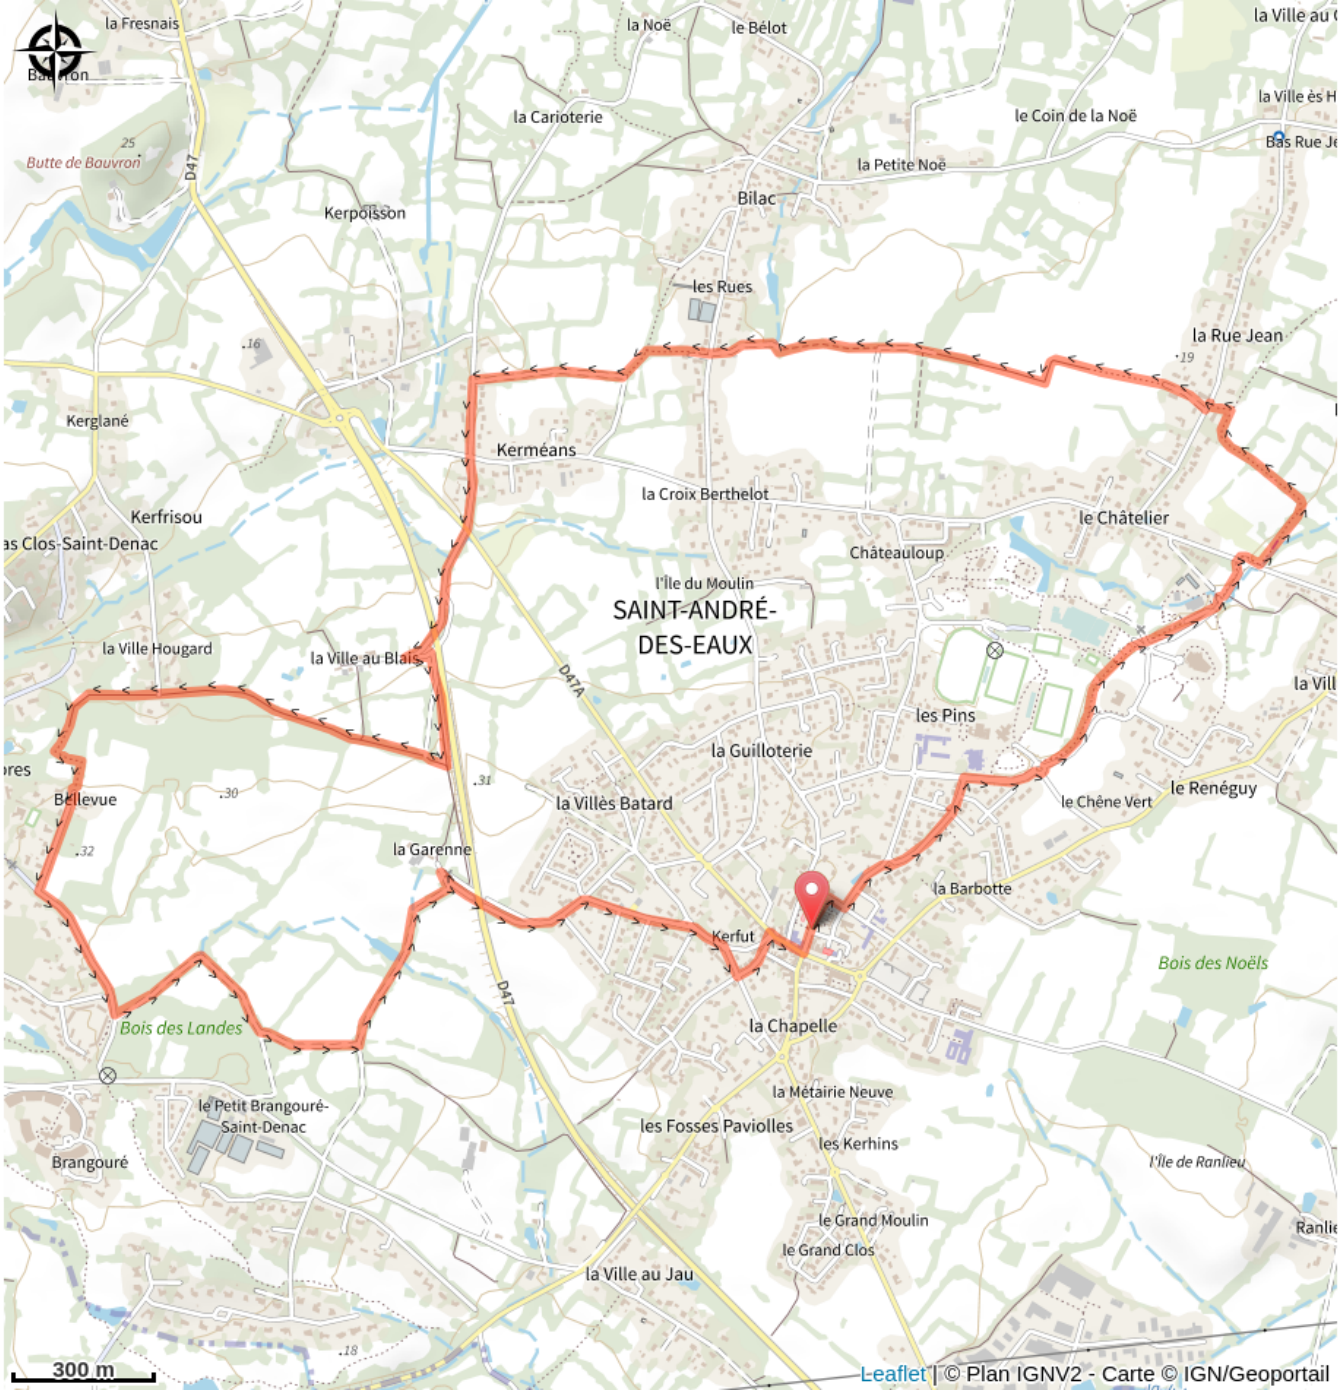 la Fresnais
la Noë
le Bélot
la Ville au
Bauvron
la Ville ès H
25
la Carioterie
le Coin de la Noë
Bas Rue Je
Butte de Bauvron
D47
la Petite Noë
Bilac
Kerpoisson
les Rues
la Rue Jean
16
19
Kerglané
Kerméans
la Croix Berthelot
Kerfrisou
le Châtelier
as Clos-Saint-Denac
Châteauloup
l'Île du Moulin
SAINT-ANDRÉ-
DES-EAUX
la Ville Hougard
la Ville au Blais
D47A
la Vill
les Pins
la Guilloterie
ores
31
30
Bellevue
la Villès Batard
le Renéguy
le Chêne Vert
32
la Garenne
la Barbotte
Kerfut
Bois des Noëls
D47
Bois des Landes
la Chapelle
la Métairie Neuve
le Petit Brangouré-
Saint-Denac
les Fosses Paviolles
les Kerhins
Brangouré
l'Île de Ranlieu
le Grand Moulin
Ranlie
le Grand Clos
la Ville au Jau
18
300 m
Leaflet | © Plan IGNV2 - Carte © IGN/Geoportail